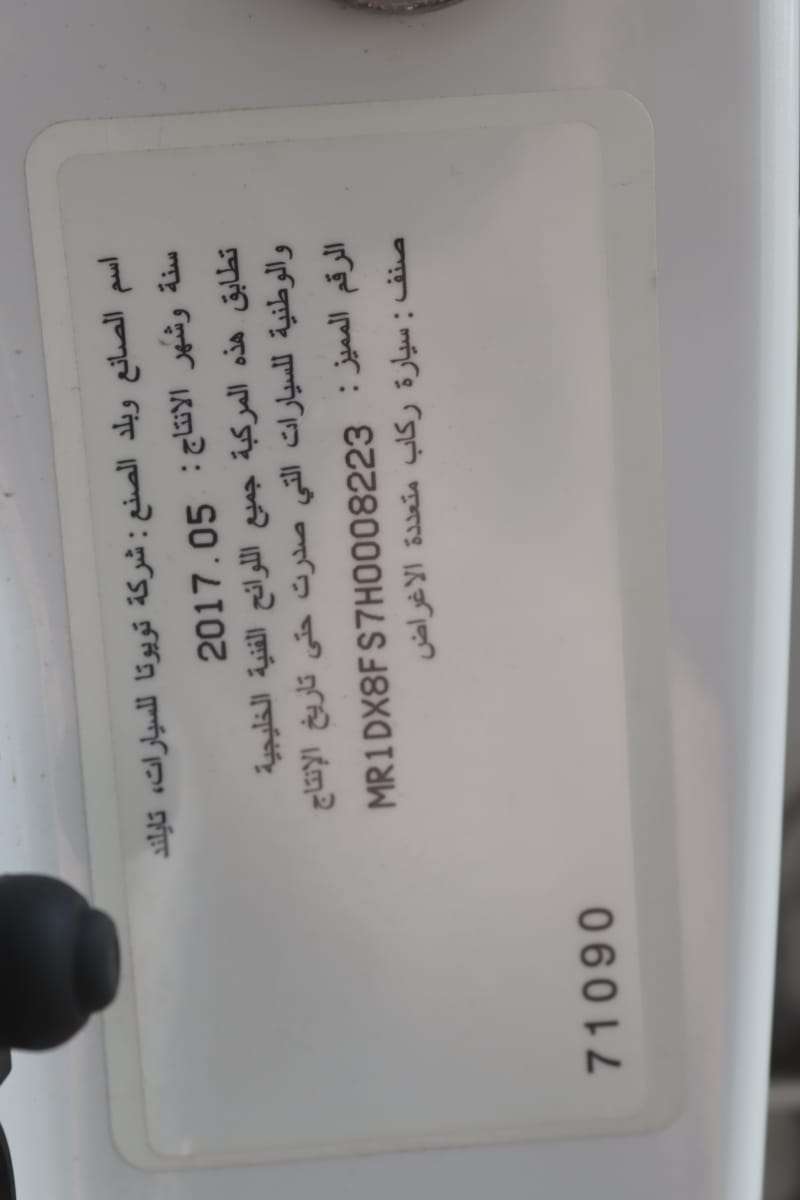 اسم الصانع وبلد الصنع : شركة تويوتا للسيارات، تايلند
سنة وشهر الانتاج : 2017.05
تطابق هذه المركبة جميع اللوائح الفنية الخليجية
والوطنية للسيارات التي صدرت حتى تاريخ الإنتاج
الرقم المميز : MR1DX8FS7H0008223
صنف : سيارة ركاب متعددة الاغراض
71090